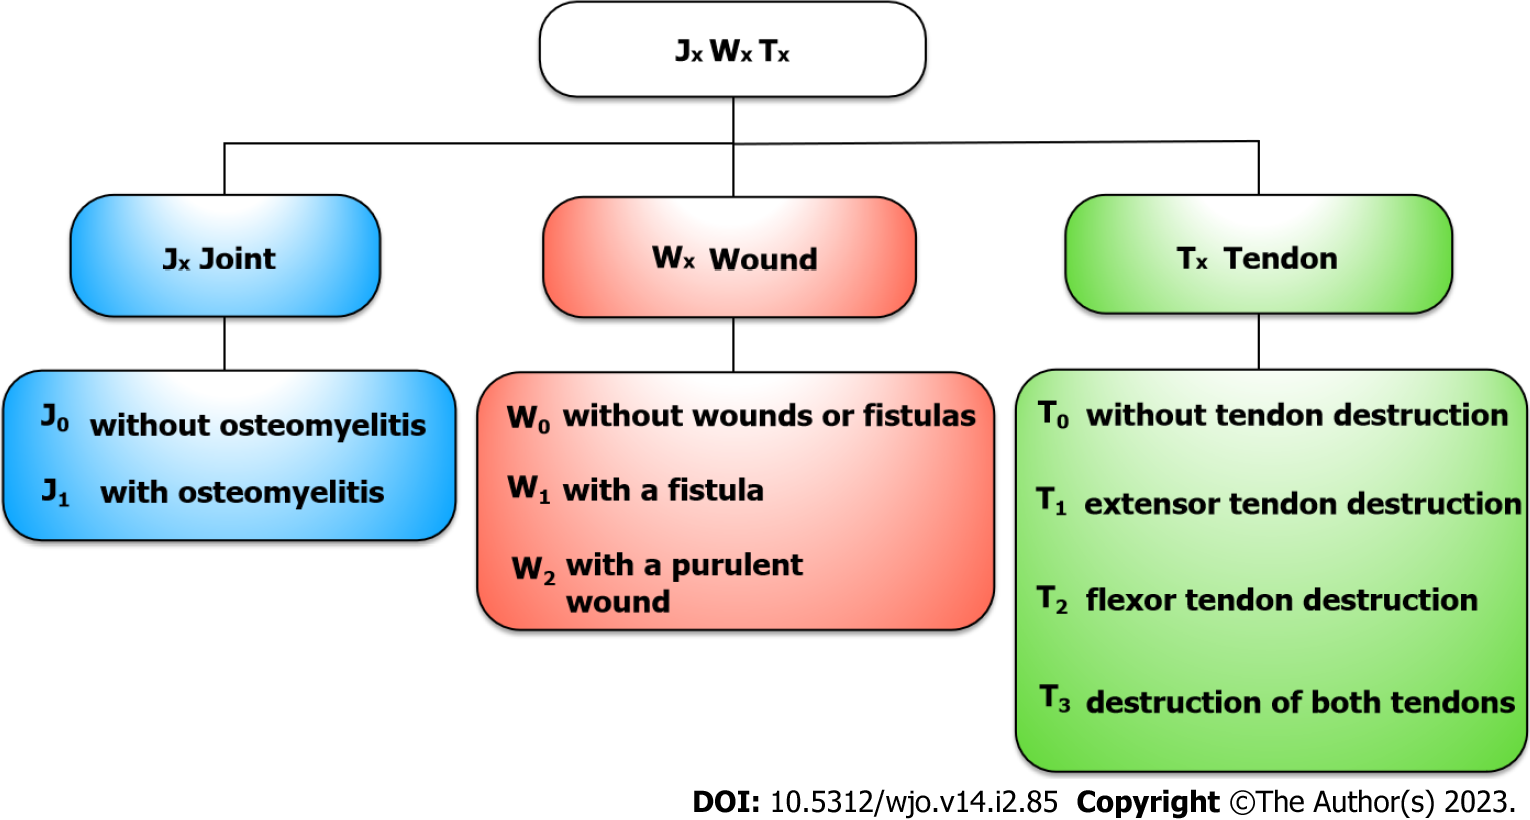 Jx Wx Tx
Jx Joint
Wx Wound
Tx Tendon
J0 without osteomyelitis
J1 with osteomyelitis
W0 without wounds or fistulas
W1 with a fistula
W2 with a purulent
wound
T0 without tendon destruction
T1 extensor tendon destruction
T2 flexor tendon destruction
T3 destruction of both tendons
DOI: 10.5312/wjo.v14.i2.85 Copyright ©The Author(s) 2023.